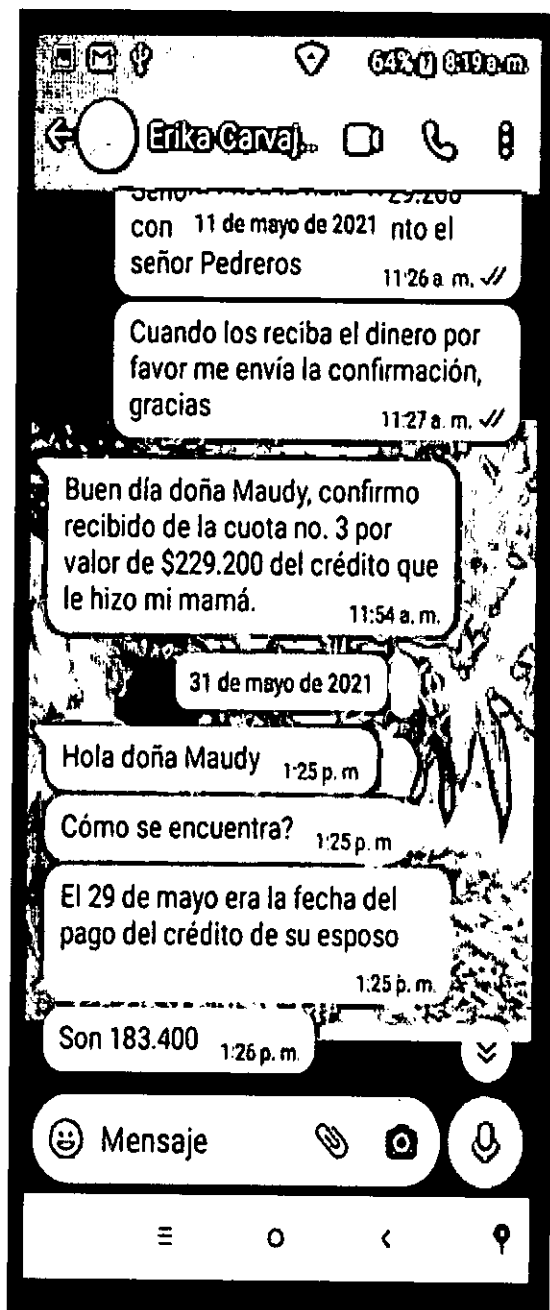 64% 8:19 a. m.
Erika Carvaj...
29.200
con 11 de mayo de 2021 nto el
señor Pedreros
11:26 a. m.
Cuando los reciba el dinero por
favor me envía la confirmación,
gracias
11:27 a. m.
Buen día doña Maudy, confirmo
recibido de la cuota no. 3 por
valor de $229.200 del crédito que
le hizo mi mamá.
11:54 a. m.
31 de mayo de 2021
Hola doña Maudy 1:25 p. m
Cómo se encuentra? 1:25 p. m
El 29 de mayo era la fecha del
pago del crédito de su esposo
1:25 p. m.
Son 183.400 1:26 p. m.
Mensaje